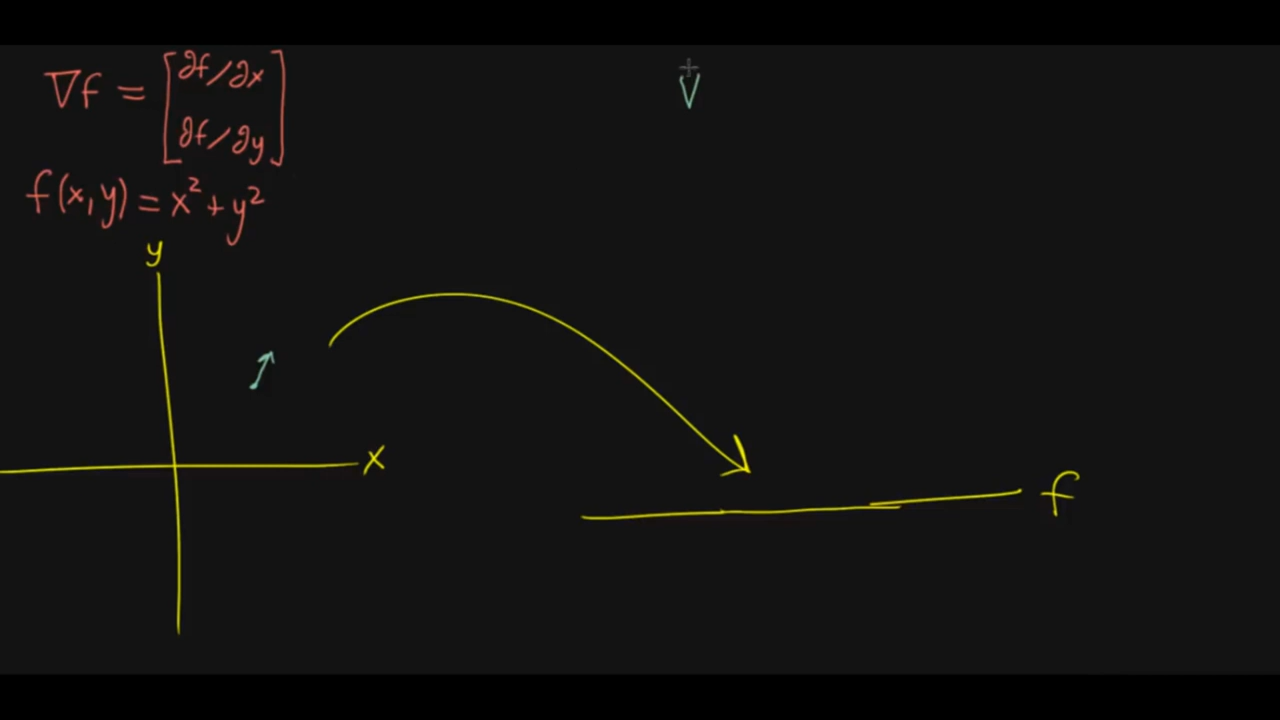 ∇f = [∂f/∂x
∂f/∂y]
f(x,y) = x² + y²
y
x
f
∇